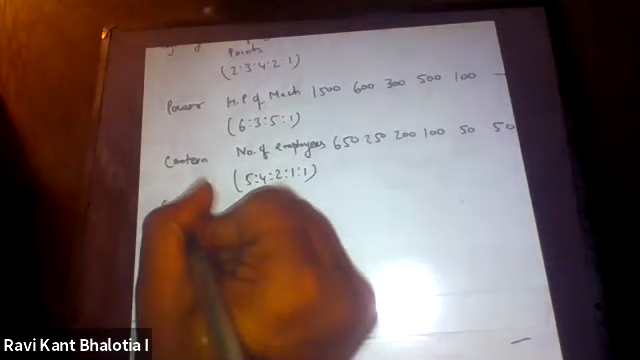 Points
(2:3:4:2:1)
Power H.P of Mach 1500 600 300 500 100 —
(6:3:5:1)
Canteen No. of employees 650 250 200 100 50 50
(5:4:2:1:1)
Ravi Kant Bhalotia I